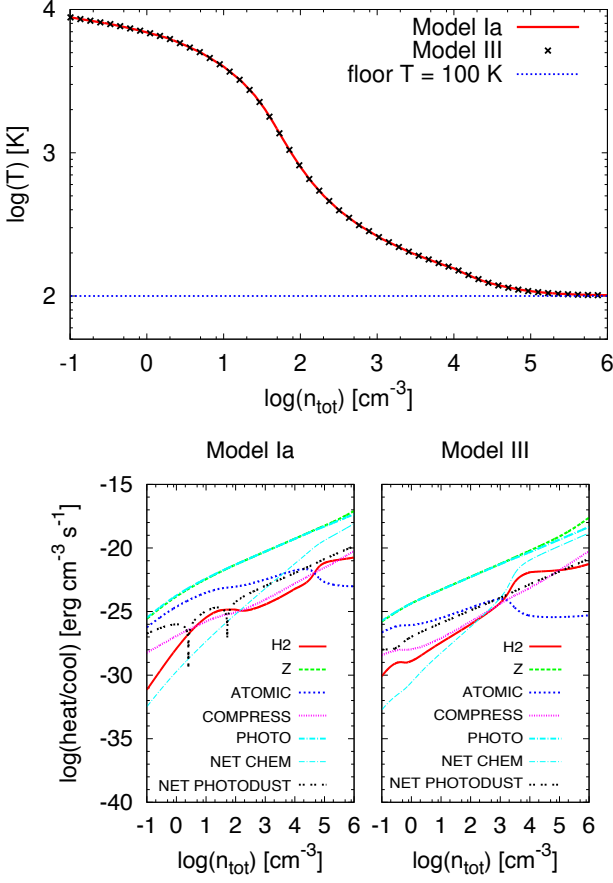 4
Model Ia
Model III
floor T = 100 K
3
log(T) [K]
2
-1 0 1 2 3 4 5 6
log(n_tot) [cm^-3]
Model Ia Model III
-15
-20
-25
-30
-35
-40
log(heat/cool) [erg cm^-3 s^-1]
H2 H2
Z Z
ATOMIC ATOMIC
COMPRESS COMPRESS
PHOTO PHOTO
NET CHEM NET CHEM
NET PHOTODUST NET PHOTODUST
-1 0 1 2 3 4 5 6 -1 0 1 2 3 4 5 6
log(n_tot) [cm^-3] log(n_tot) [cm^-3]